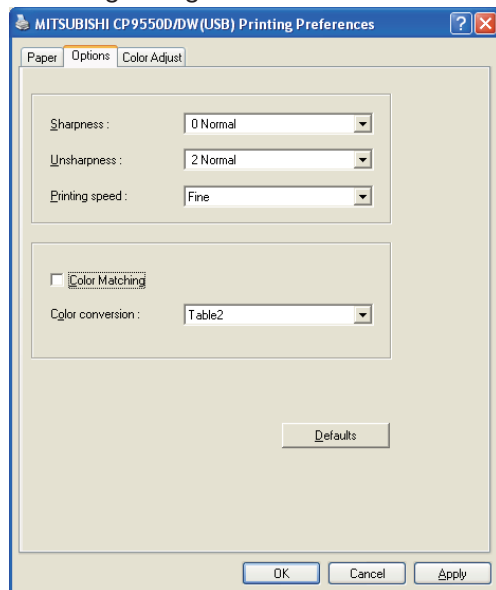 MITSUBISHI CP9550D/DW(USB) Printing Preferences
Paper Options Color Adjust
Sharpness : 0 Normal
Unsharpness : 2 Normal
Printing speed : Fine
Color Matching
Color conversion : Table2
Defaults
OK Cancel Apply